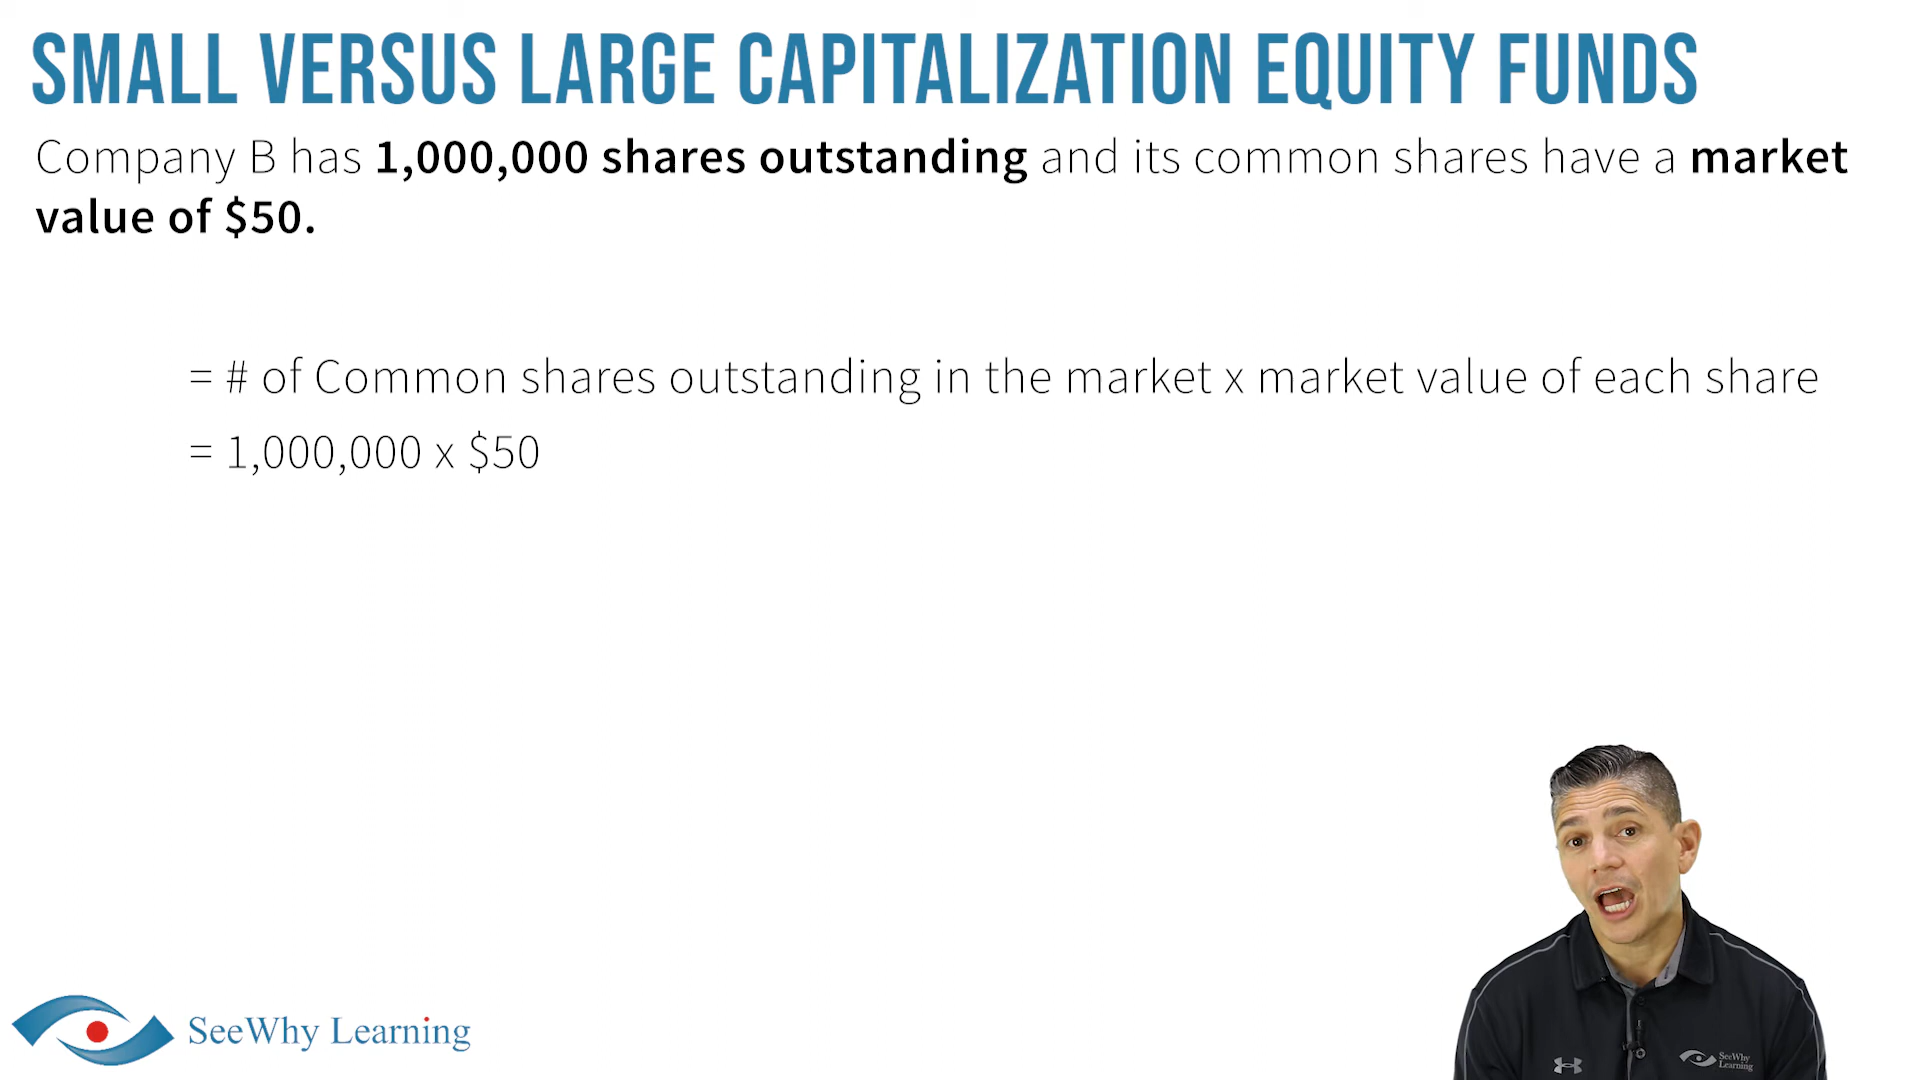 SMALL VERSUS LARGE CAPITALIZATION EQUITY FUNDS
Company B has 1,000,000 shares outstanding and its common shares have a market
value of $50.
= # of Common shares outstanding in the market x market value of each share
= 1,000,000 x $50
SeeWhy Learning
SeeWhy
Learning